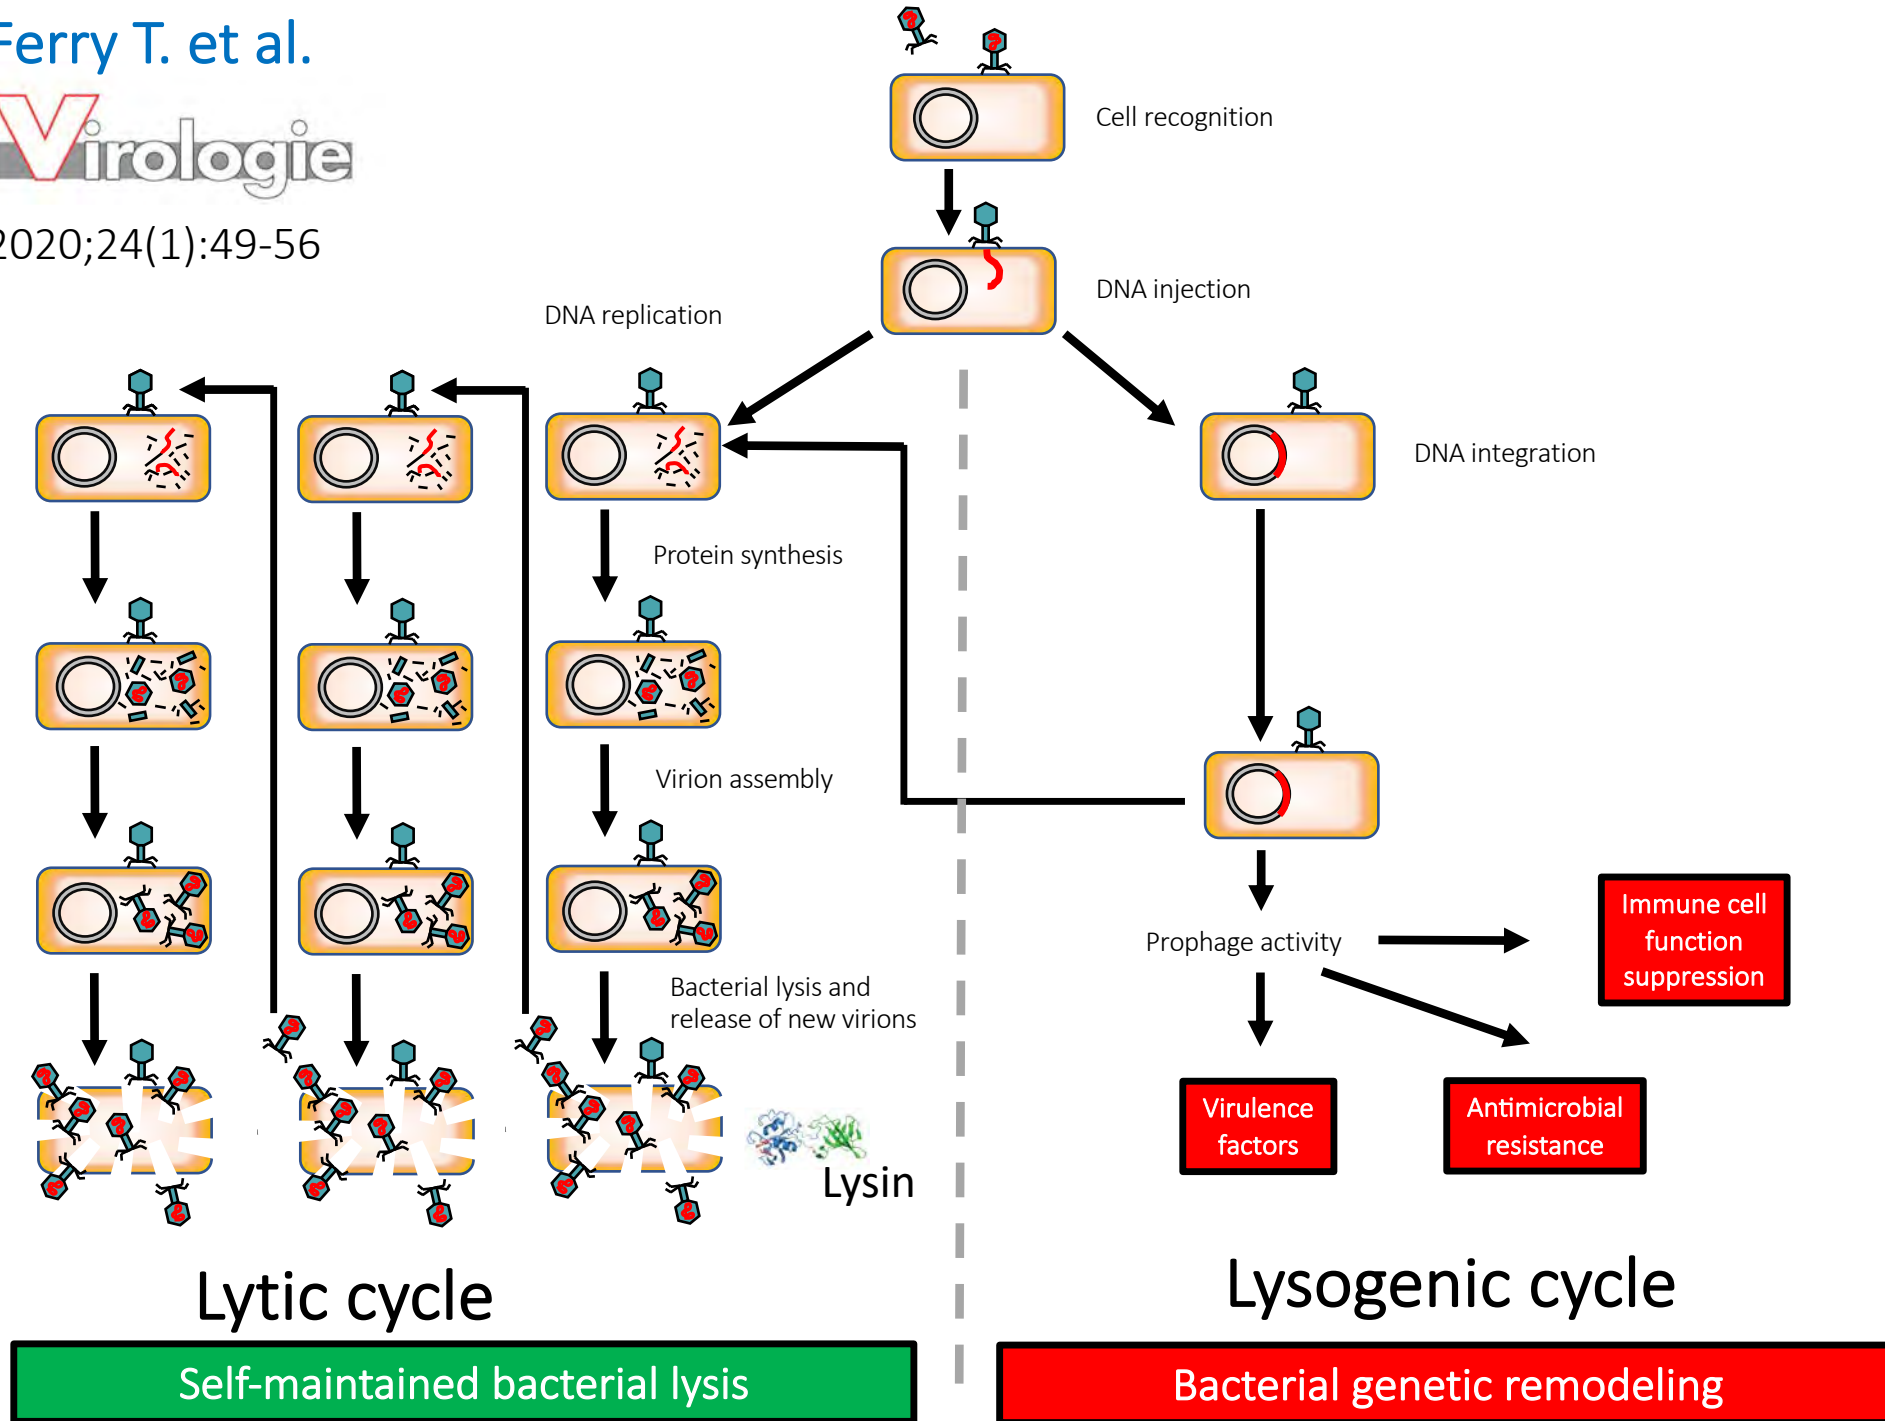 Ferry T. et al.
Virologie
2020;24(1):49-56
Cell recognition
DNA injection
DNA replication
DNA integration
Protein synthesis
Virion assembly
Bacterial lysis and
release of new virions
Lysin
Prophage activity
Immune cell
function
suppression
Virulence
factors
Antimicrobial
resistance
Lytic cycle
Lysogenic cycle
Self-maintained bacterial lysis
Bacterial genetic remodeling